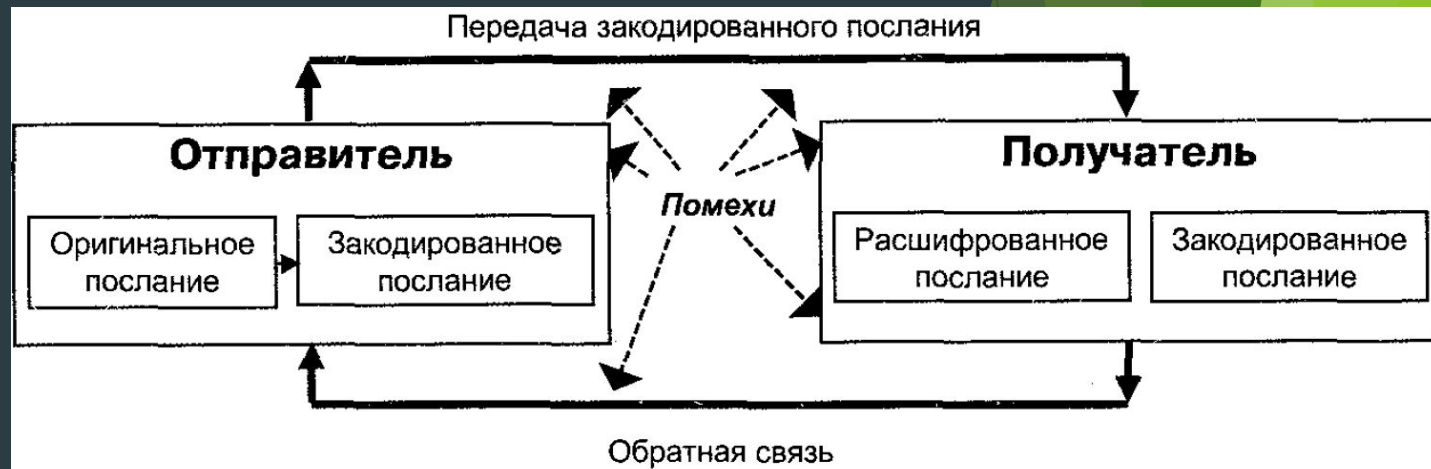 Передача закодированного послания
Отправитель
Оригинальное
послание
Закодированное
послание
Помехи
Получатель
Расшифрованное
послание
Закодированное
послание
Обратная связь